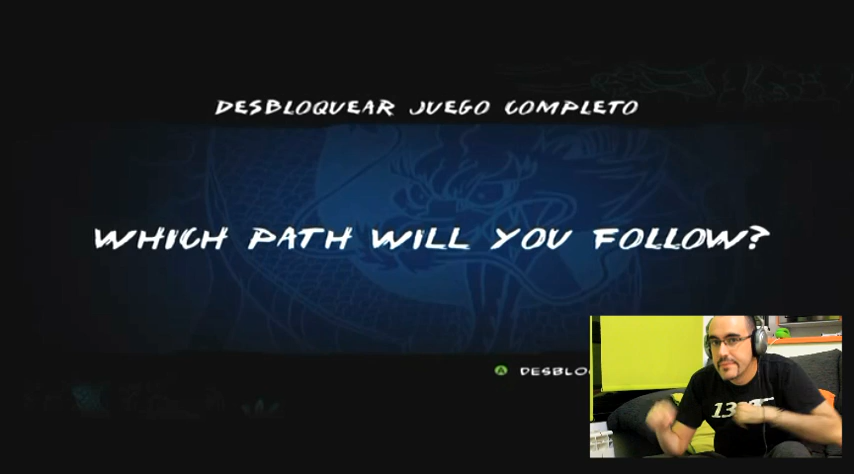 DESBLOQUEAR JUEGO COMPLETO
WHICH PATH WILL YOU FOLLOW?
A